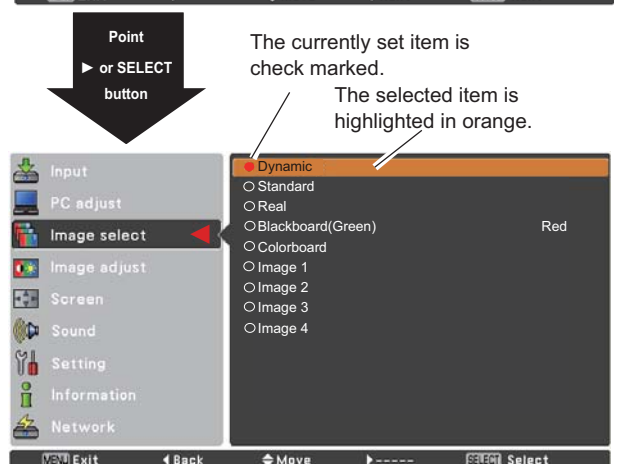 Point
► or SELECT
button
The currently set item is
check marked.
The selected item is
highlighted in orange.
Input
PC adjust
Image select
Image adjust
Screen
Sound
Setting
Information
Network
Dynamic
Standard
Real
Blackboard(Green) Red
Colorboard
Image 1
Image 2
Image 3
Image 4
MENU Exit ◄Back Move ►----- SELECT Select